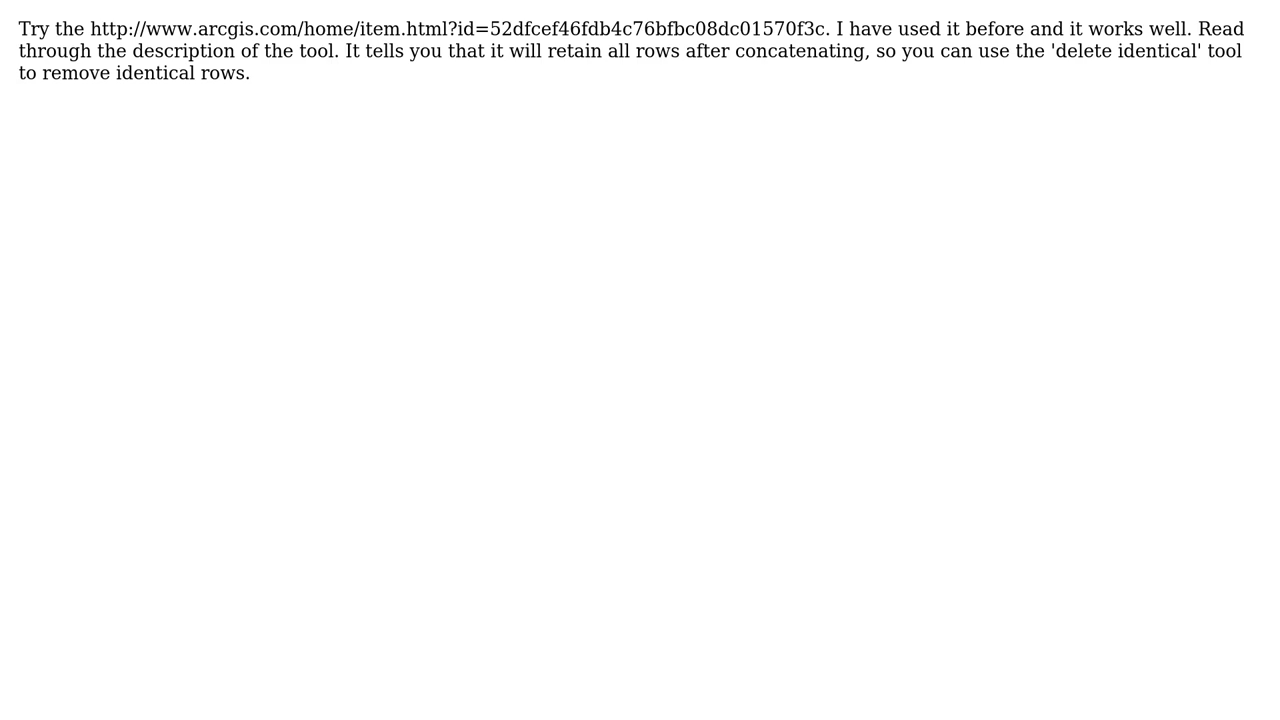 Try the http://www.arcgis.com/home/item.html?id=52dfcef46fdb4c76bfbc08dc01570f3c. I have used it before and it works well. Read
through the description of the tool. It tells you that it will retain all rows after concatenating, so you can use the 'delete identical' tool
to remove identical rows.